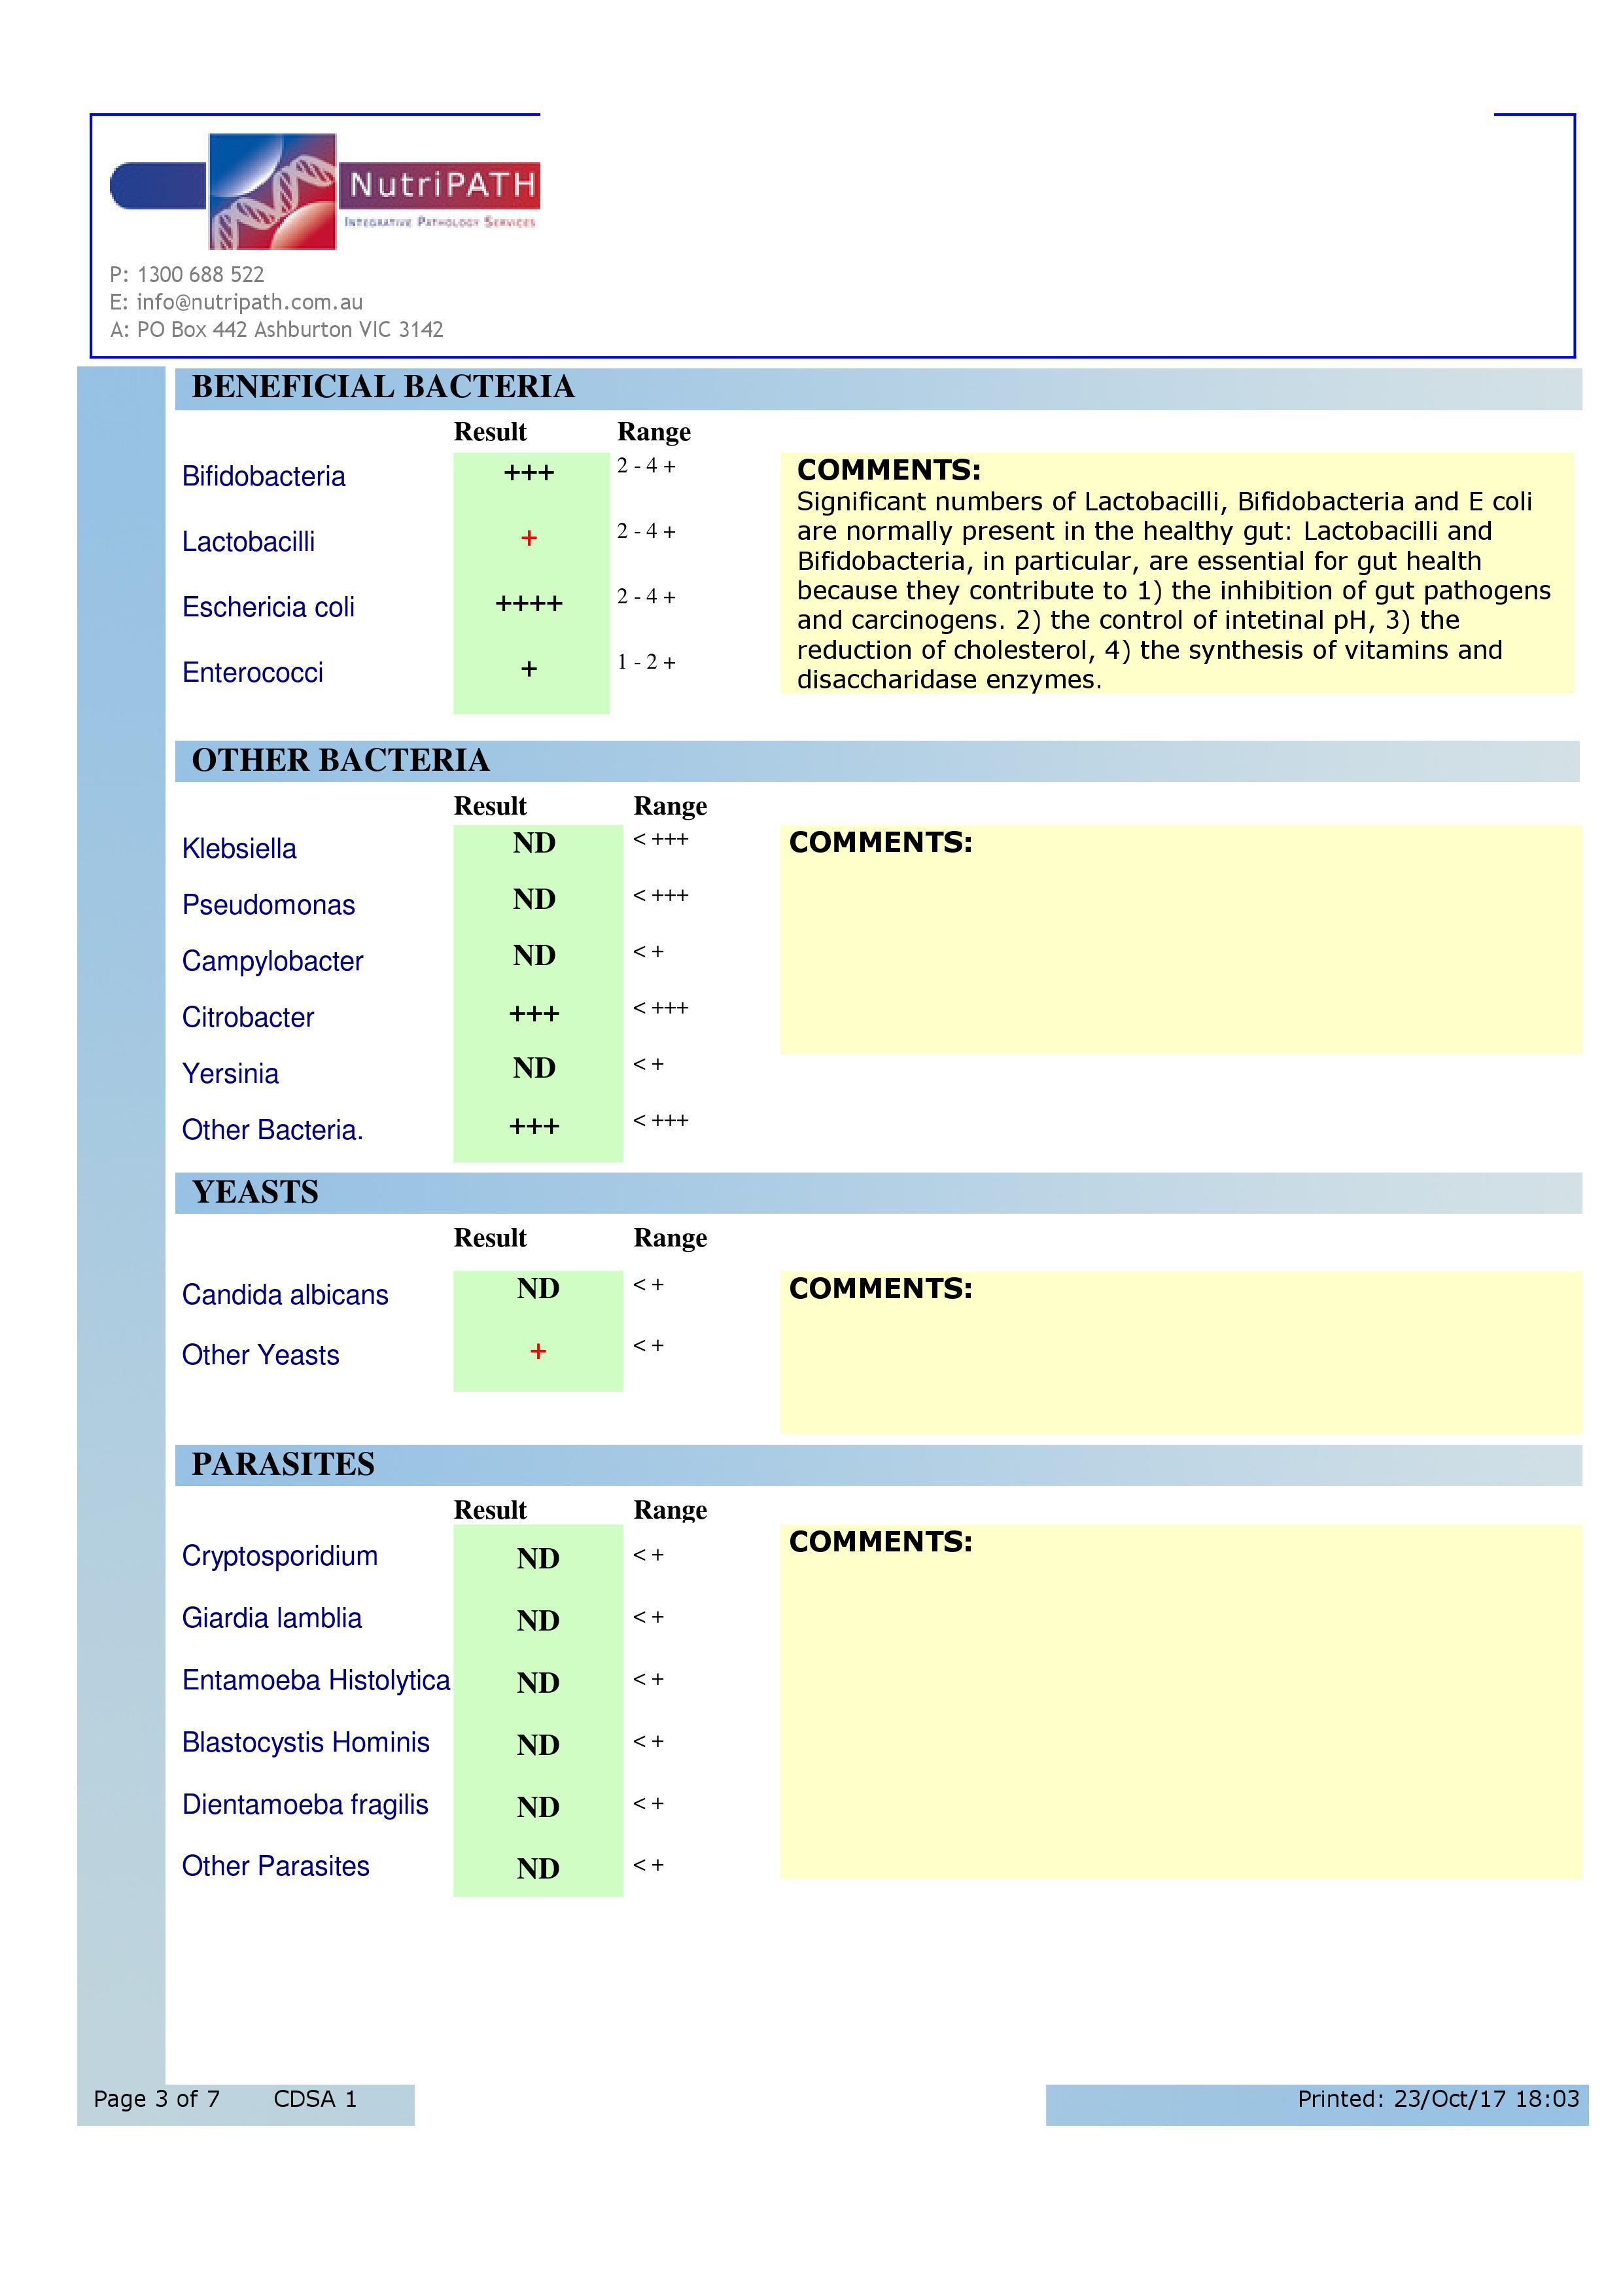 NutriPATH
INTEGRATIVE PATHOLOGY SERVICES
P: 1300 688 522
E: info@nutripath.com.au
A: PO Box 442 Ashburton VIC 3142
BENEFICIAL BACTERIA
Result Range
Bifidobacteria +++ 2 - 4 +
Lactobacilli + 2 - 4 +
Eschericia coli ++++ 2 - 4 +
Enterococci + 1 - 2 +
COMMENTS:
Significant numbers of Lactobacilli, Bifidobacteria and E coli
are normally present in the healthy gut: Lactobacilli and
Bifidobacteria, in particular, are essential for gut health
because they contribute to 1) the inhibition of gut pathogens
and carcinogens. 2) the control of intetinal pH, 3) the
reduction of cholesterol, 4) the synthesis of vitamins and
disaccharidase enzymes.
OTHER BACTERIA
Result Range
Klebsiella ND < +++
Pseudomonas ND < +++
Campylobacter ND < +
Citrobacter +++ < +++
Yersinia ND < +
Other Bacteria. +++ < +++
COMMENTS:
YEASTS
Result Range
Candida albicans ND < +
Other Yeasts + < +
COMMENTS:
PARASITES
Result Range
Cryptosporidium ND < +
Giardia lamblia ND < +
Entamoeba Histolytica ND < +
Blastocystis Hominis ND < +
Dientamoeba fragilis ND < +
Other Parasites ND < +
COMMENTS:
Page 3 of 7 CDSA 1
Printed: 23/Oct/17 18:03